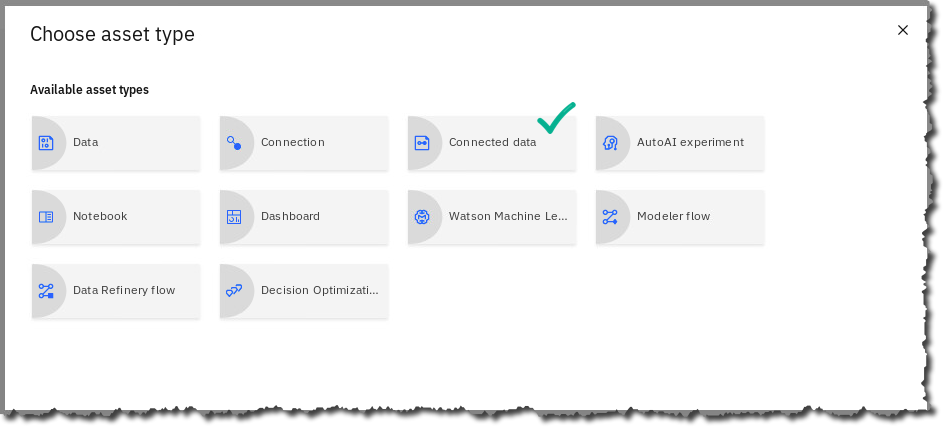 Choose asset type
Available asset types
Data
Connection
Connected data
AutoAI experiment
Notebook
Dashboard
Watson Machine Le...
Modeler flow
Data Refinery flow
Decision Optimizati...